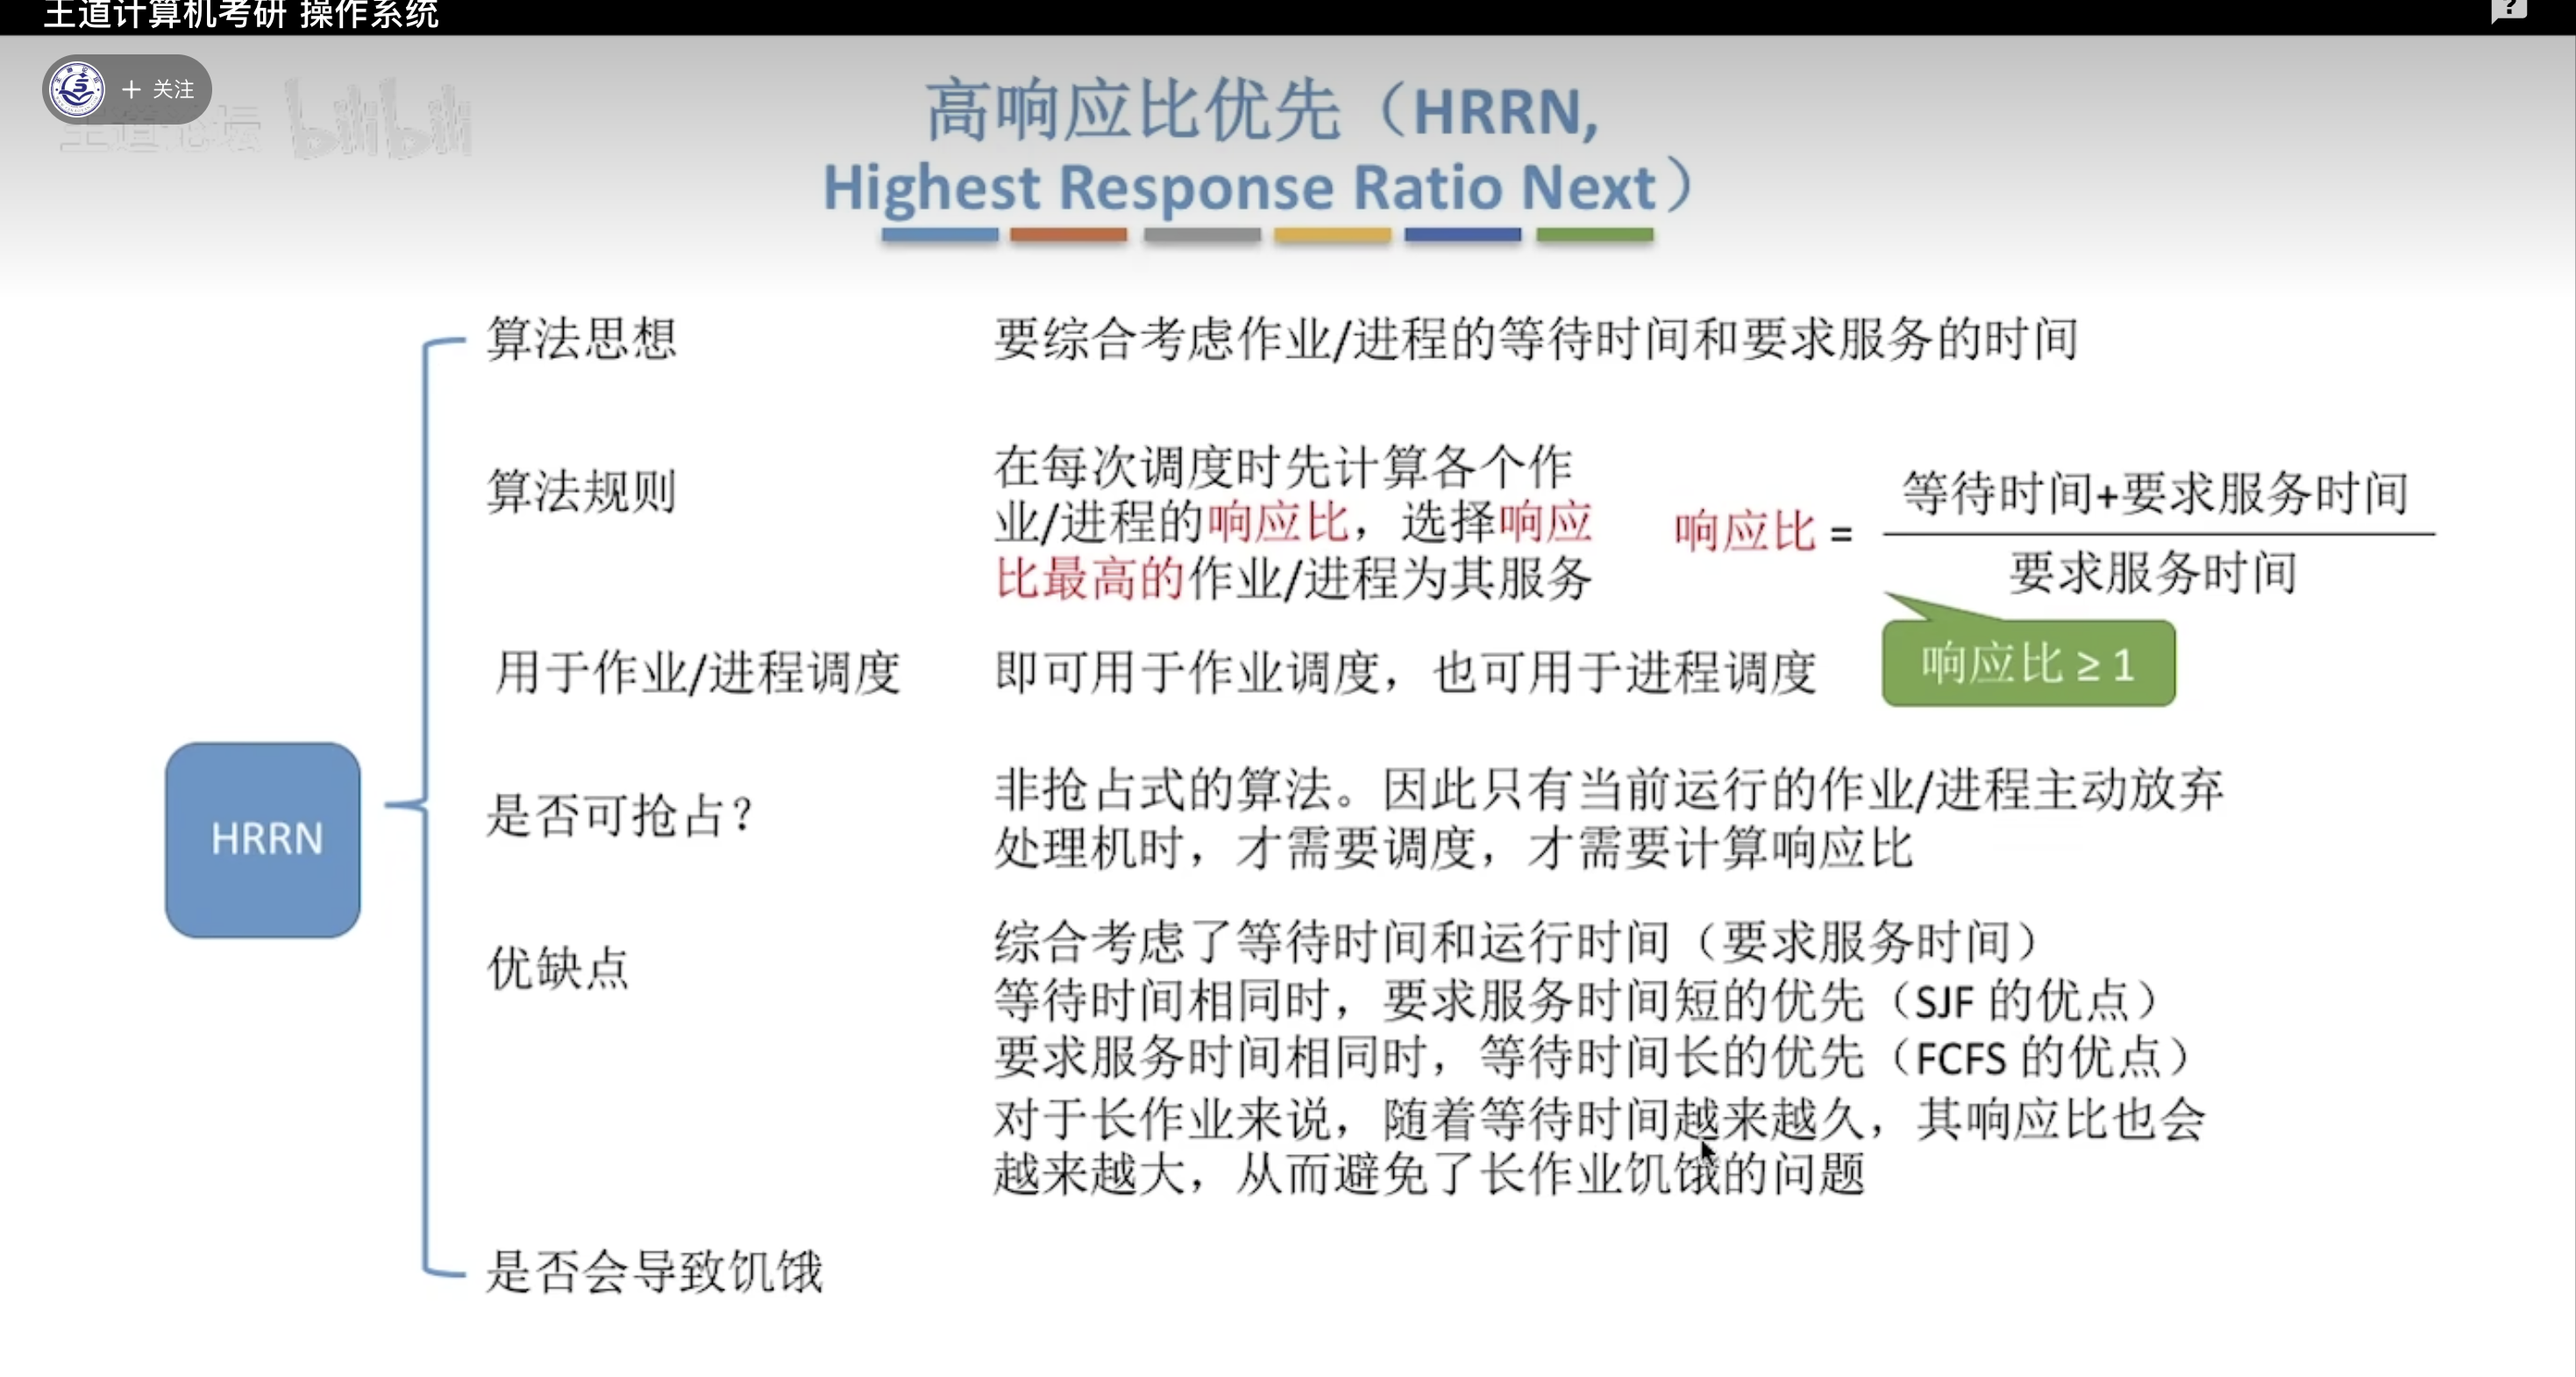 王道计算机考研 操作系统
?
+ 关注
王道论坛 bilibili
高响应比优先（HRRN,
Highest Response Ratio Next）
算法思想 要综合考虑作业/进程的等待时间和要求服务的时间
算法规则
在每次调度时先计算各个作
业/进程的响应比，选择响应
比最高的作业/进程为其服务
响应比 =
等待时间+要求服务时间
要求服务时间
响应比 ≥ 1
用于作业/进程调度 即可用于作业调度，也可用于进程调度
HRRN
是否可抢占？
非抢占式的算法。因此只有当前运行的作业/进程主动放弃
处理机时，才需要调度，才需要计算响应比
优缺点
综合考虑了等待时间和运行时间（要求服务时间）
等待时间相同时，要求服务时间短的优先（SJF 的优点）
要求服务时间相同时，等待时间长的优先（FCFS 的优点）
对于长作业来说，随着等待时间越来越久，其响应比也会
越来越大，从而避免了长作业饥饿的问题
是否会导致饥饿